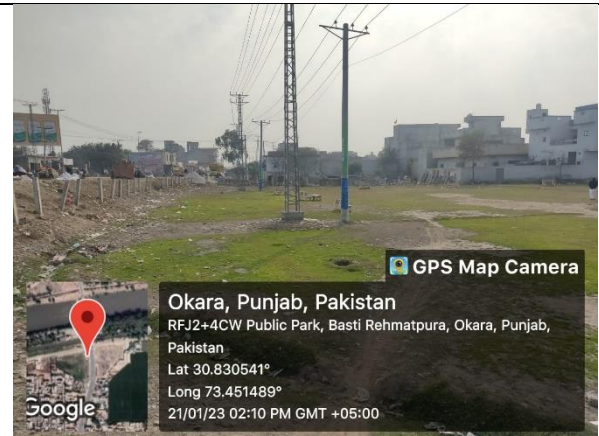 GPS Map Camera
Okara, Punjab, Pakistan
RFJ2+4CW Public Park, Basti Rehmatpura, Okara, Punjab,
Pakistan
Lat 30.830541°
Long 73.451489°
21/01/23 02:10 PM GMT +05:00
Google